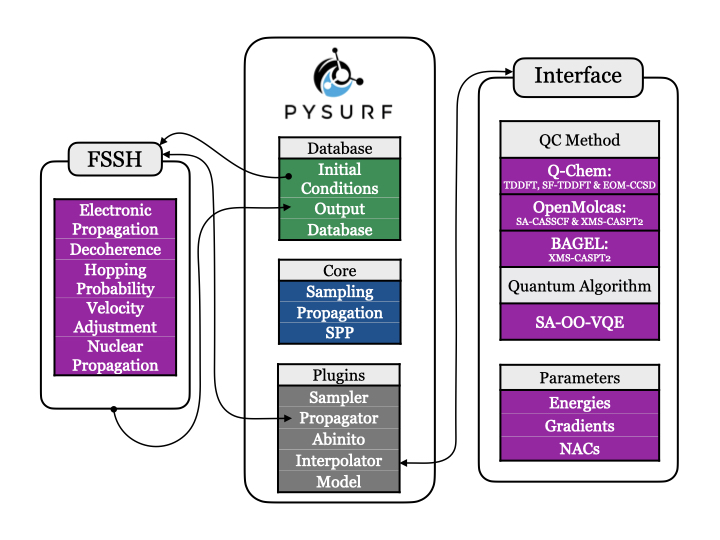 FSSH
Electronic
Propagation
Decoherence
Hopping
Probability
Velocity
Adjustment
Nuclear
Propagation
PYSURF
Database
Initial
Conditions
Output
Database
Core
Sampling
Propagation
SPP
Plugins
Sampler
Propagator
Abinito
Interpolator
Model
Interface
QC Method
Q-Chem:
TDDFT, SF-TDDFT & EOM-CCSD
OpenMolcas:
SA-CASSCF & XMS-CASPT2
BAGEL:
XMS-CASPT2
Quantum Algorithm
SA-OO-VQE
Parameters
Energies
Gradients
NACs